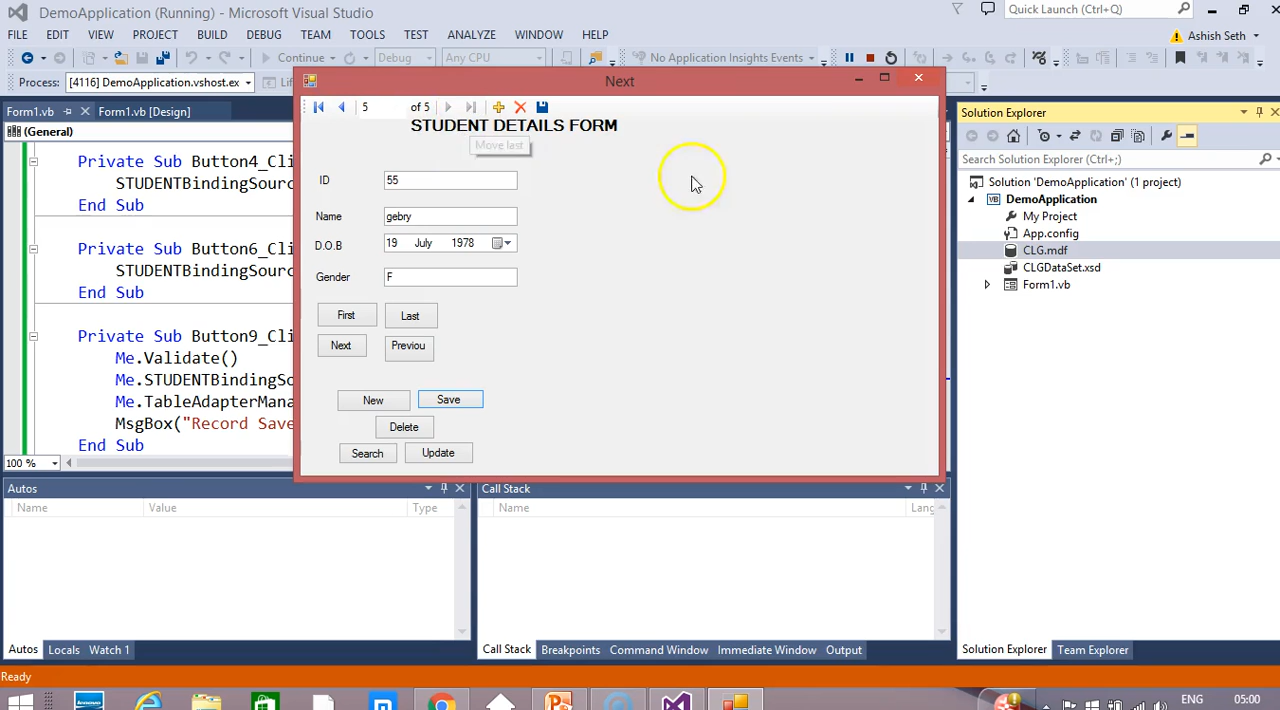 DemoApplication (Running) - Microsoft Visual Studio
Quick Launch (Ctrl+Q)
FILE EDIT VIEW PROJECT BUILD DEBUG TEAM TOOLS TEST ANALYZE WINDOW HELP
Ashish Seth
Continue Debug Any CPU No Application Insights Events
Process: [4116] DemoApplication.vshost.ex
Next
Form1.vb Form1.vb [Design]
Solution Explorer
5 of 5
STUDENT DETAILS FORM
(General)
Move last
Search Solution Explorer (Ctrl+;)
Private Sub Button4_Cli
STUDENTBindingSourc
End Sub
Private Sub Button6_Cli
STUDENTBindingSourc
End Sub
Private Sub Button9_Cli
Me.Validate()
Me.STUDENTBindingSo
Me.TableAdapterMana
MsgBox("Record Save
End Sub
100 %
ID 55
Name gebry
D.O.B 19 July 1978
Gender F
First Last
Next Previou
New Save
Delete
Search Update
Solution 'DemoApplication' (1 project)
DemoApplication
My Project
App.config
CLG.mdf
CLGDataSet.xsd
Form1.vb
Autos
Name Value Type
Call Stack
Name Lang
Autos Locals Watch 1
Call Stack Breakpoints Command Window Immediate Window Output
Solution Explorer Team Explorer
Ready
ENG 05:00